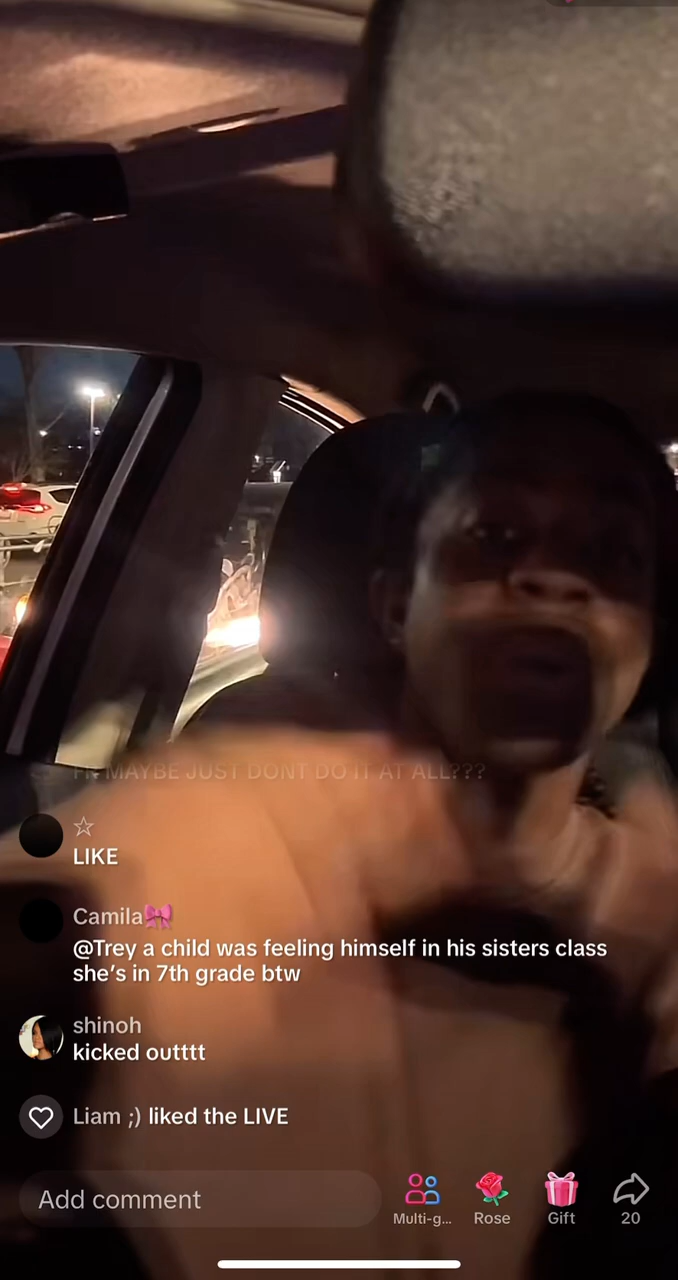 FR MAYBE JUST DONT DO IT AT ALL???
☆
LIKE
Camila🎀
@Trey a child was feeling himself in his sisters class
she’s in 7th grade btw
shinoh
kicked outttt
Liam ;) liked the LIVE
Add comment
Multi-g... Rose Gift 20